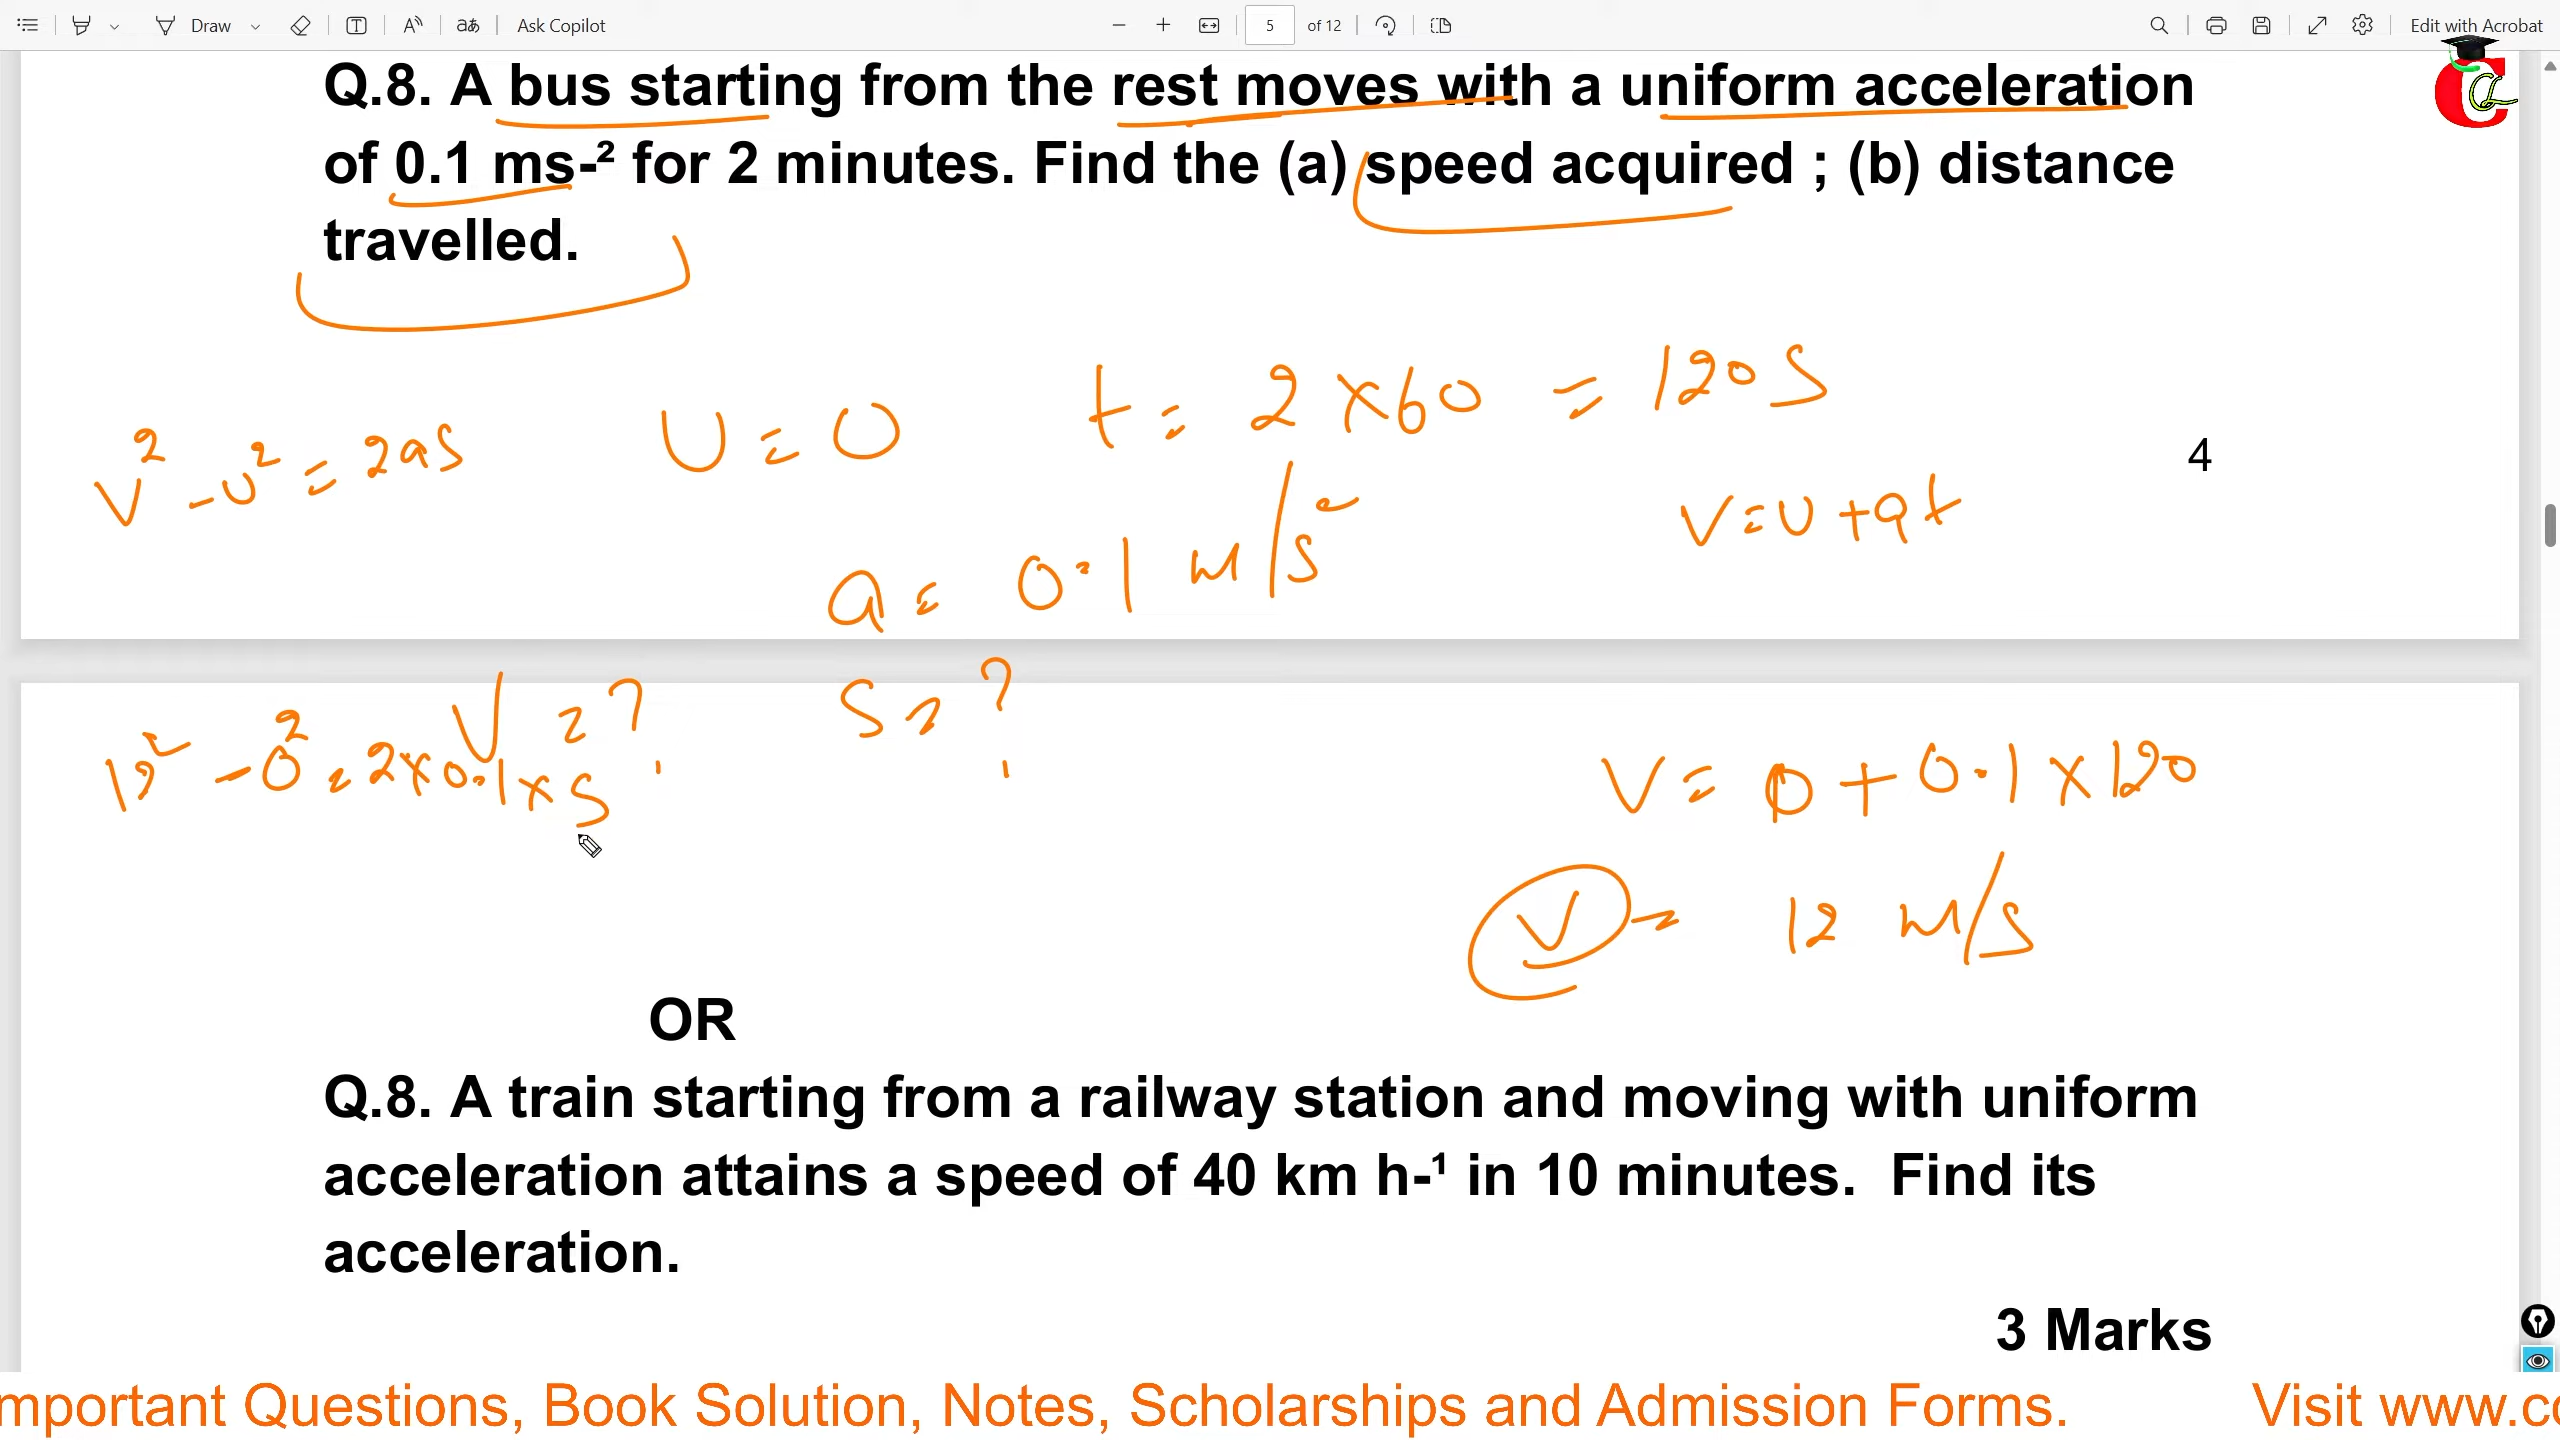 Draw
Ask Copilot
5 of 12
Edit with Acrobat
Q.8. A bus starting from the rest moves with a uniform acceleration
of 0.1 ms-² for 2 minutes. Find the (a) speed acquired ; (b) distance
travelled.
t = 2 × 60 = 120 s
v² - u² = 2as
U = 0
4
v = u + at
a = 0.1 m/s²
V = ?
S = ?
12² - 0² = 2 × 0.1 × S
V = 0 + 0.1 × 120
V = 12 m/s
OR
Q.8. A train starting from a railway station and moving with uniform
acceleration attains a speed of 40 km h-¹ in 10 minutes. Find its
acceleration.
3 Marks
mportant Questions, Book Solution, Notes, Scholarships and Admission Forms. Visit www.c